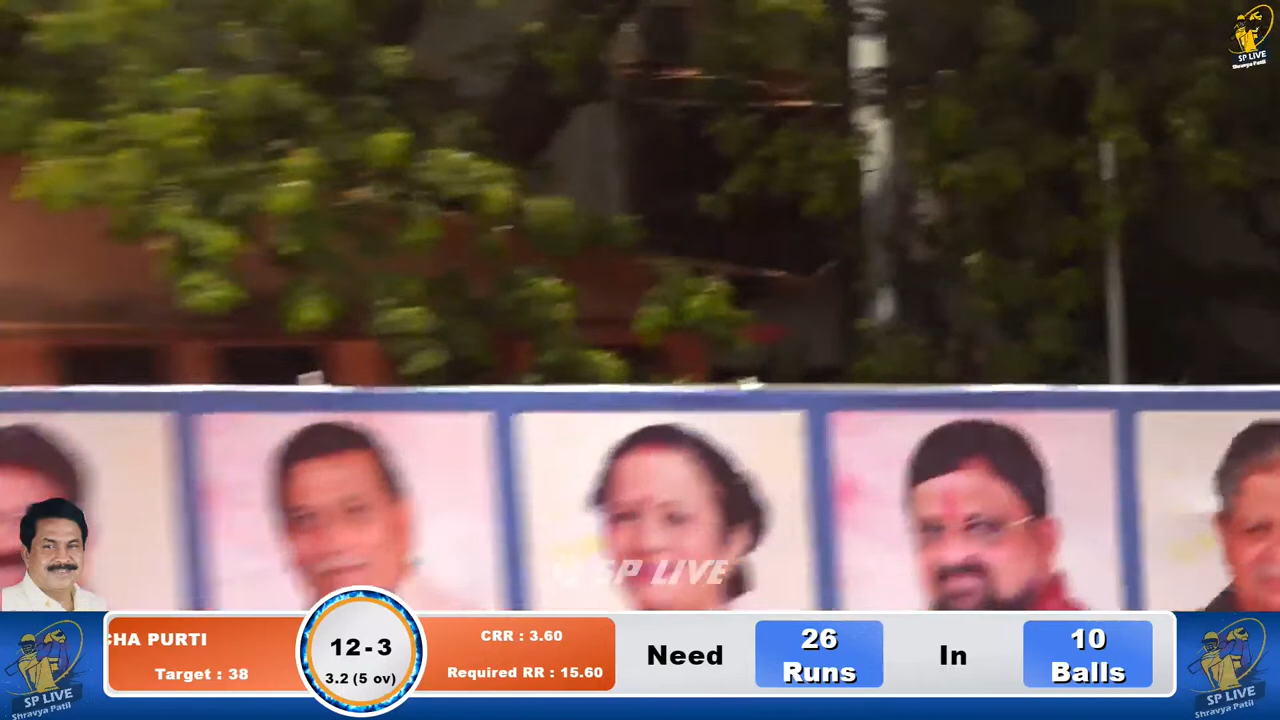 SP LIVE
Shravya Patil
SP LIVE
CHA PURTI
Target : 38
12-3
3.2 (5 ov)
CRR : 3.60
Required RR : 15.60
Need
26
Runs
In
10
Balls
SP LIVE
Shravya Patil
SP LIVE
Shravya Patil